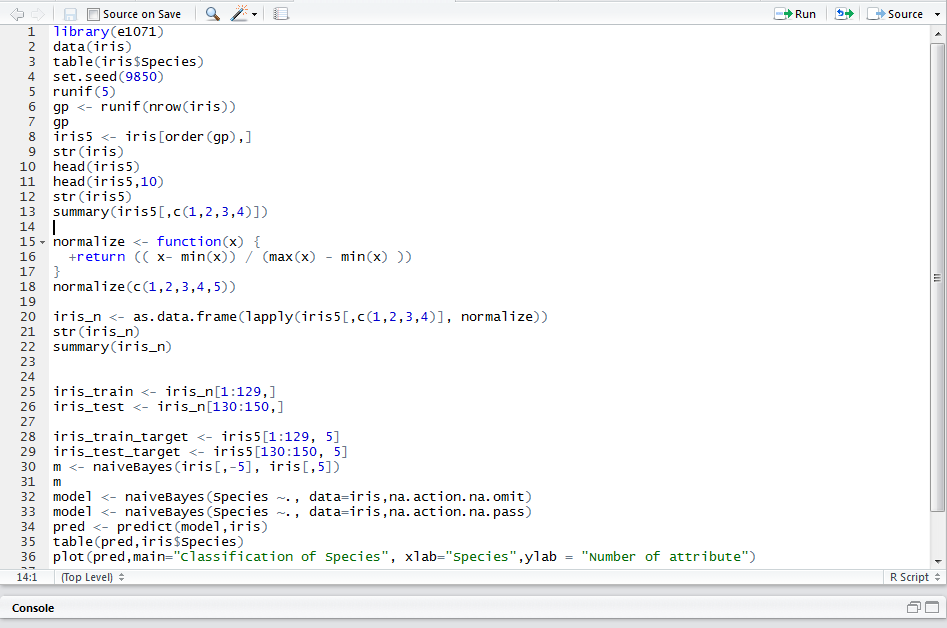 Source on Save Run Source
1 library(e1071)
2 data(iris)
3 table(iris$Species)
4 set.seed(9850)
5 runif(5)
6 gp <- runif(nrow(iris))
7 gp
8 iris5 <- iris[order(gp),]
9 str(iris)
10 head(iris5)
11 head(iris5,10)
12 str(iris5)
13 summary(iris5[,c(1,2,3,4)])
14
15 normalize <- function(x) {
16   +return (( x- min(x)) / (max(x) - min(x) ))
17 }
18 normalize(c(1,2,3,4,5))
19
20 iris_n <- as.data.frame(lapply(iris5[,c(1,2,3,4)], normalize))
21 str(iris_n)
22 summary(iris_n)
23
24
25 iris_train <- iris_n[1:129,]
26 iris_test <- iris_n[130:150,]
27
28 iris_train_target <- iris5[1:129, 5]
29 iris_test_target <- iris5[130:150, 5]
30 m <- naiveBayes(iris[,-5], iris[,5])
31 m
32 model <- naiveBayes(Species ~., data=iris,na.action.na.omit)
33 model <- naiveBayes(Species ~., data=iris,na.action.na.pass)
34 pred <- predict(model,iris)
35 table(pred,iris$Species)
36 plot(pred,main="Classification of Species", xlab="Species",ylab = "Number of attribute")
14:1 (Top Level) R Script
Console